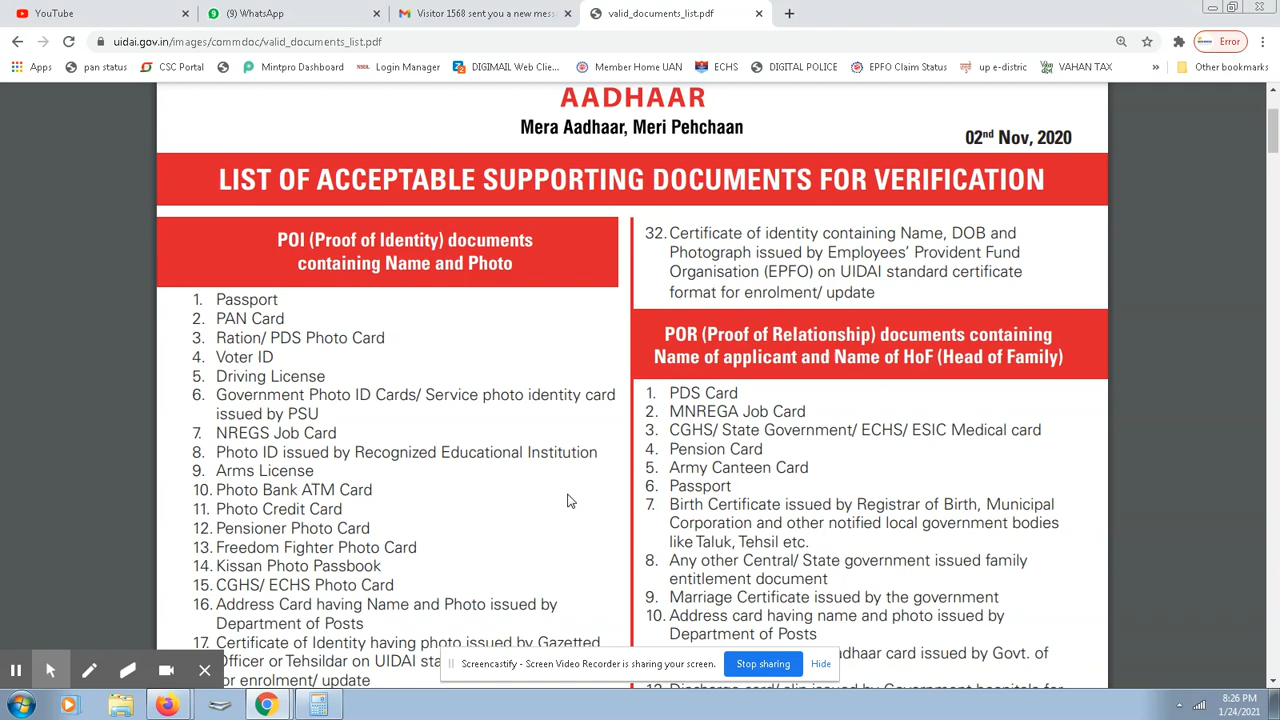 YouTube
(9) WhatsApp
Visitor 1568 sent you a new mess
valid_documents_list.pdf
uidai.gov.in/images/commdoc/valid_documents_list.pdf
Error
Apps
pan status
CSC Portal
Mintpro Dashboard
NSDL
Login Manager
DIGIMAIL Web Clie...
Member Home UAN
ECHS
DIGITAL POLICE
EPFO Claim Status
up e-distric
VAHAN TAX
»
Other bookmarks
AADHAAR
Mera Aadhaar, Meri Pehchaan
02nd Nov, 2020
LIST OF ACCEPTABLE SUPPORTING DOCUMENTS FOR VERIFICATION
POI (Proof of Identity) documents
containing Name and Photo
1. Passport
2. PAN Card
3. Ration/ PDS Photo Card
4. Voter ID
5. Driving License
6. Government Photo ID Cards/ Service photo identity card
issued by PSU
7. NREGS Job Card
8. Photo ID issued by Recognized Educational Institution
9. Arms License
10. Photo Bank ATM Card
11. Photo Credit Card
12. Pensioner Photo Card
13. Freedom Fighter Photo Card
14. Kissan Photo Passbook
15. CGHS/ ECHS Photo Card
16. Address Card having Name and Photo issued by
Department of Posts
17. Certificate of Identity having photo issued by Gazetted
Officer or Tehsildar on UIDAI sta
or enrolment/ update
32. Certificate of identity containing Name, DOB and
Photograph issued by Employees' Provident Fund
Organisation (EPFO) on UIDAI standard certificate
format for enrolment/ update
POR (Proof of Relationship) documents containing
Name of applicant and Name of HoF (Head of Family)
1. PDS Card
2. MNREGA Job Card
3. CGHS/ State Government/ ECHS/ ESIC Medical card
4. Pension Card
5. Army Canteen Card
6. Passport
7. Birth Certificate issued by Registrar of Birth, Municipal
Corporation and other notified local government bodies
like Taluk, Tehsil etc.
8. Any other Central/ State government issued family
entitlement document
9. Marriage Certificate issued by the government
10. Address card having name and photo issued by
Department of Posts
adhaar card issued by Govt. of
Discharge card/ slip issued by Government hospitals for
Screencastify - Screen Video Recorder is sharing your screen.
Stop sharing
Hide
8:26 PM
1/24/2021